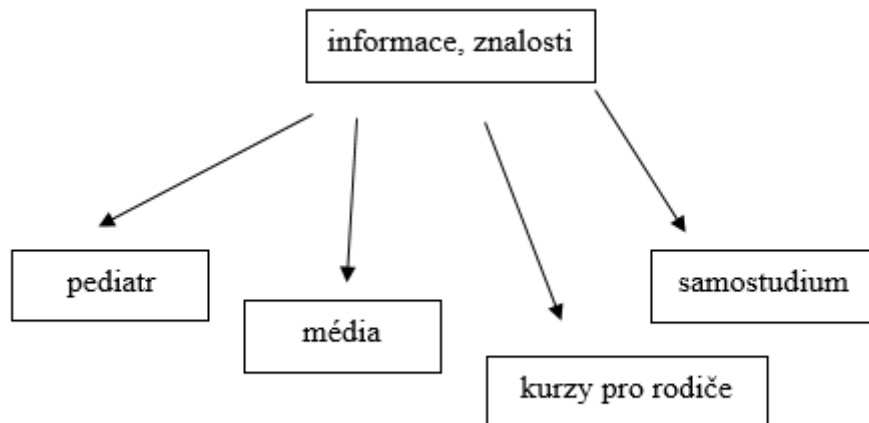 informace, znalosti
pediatr
média
kurzy pro rodiče
samostudium